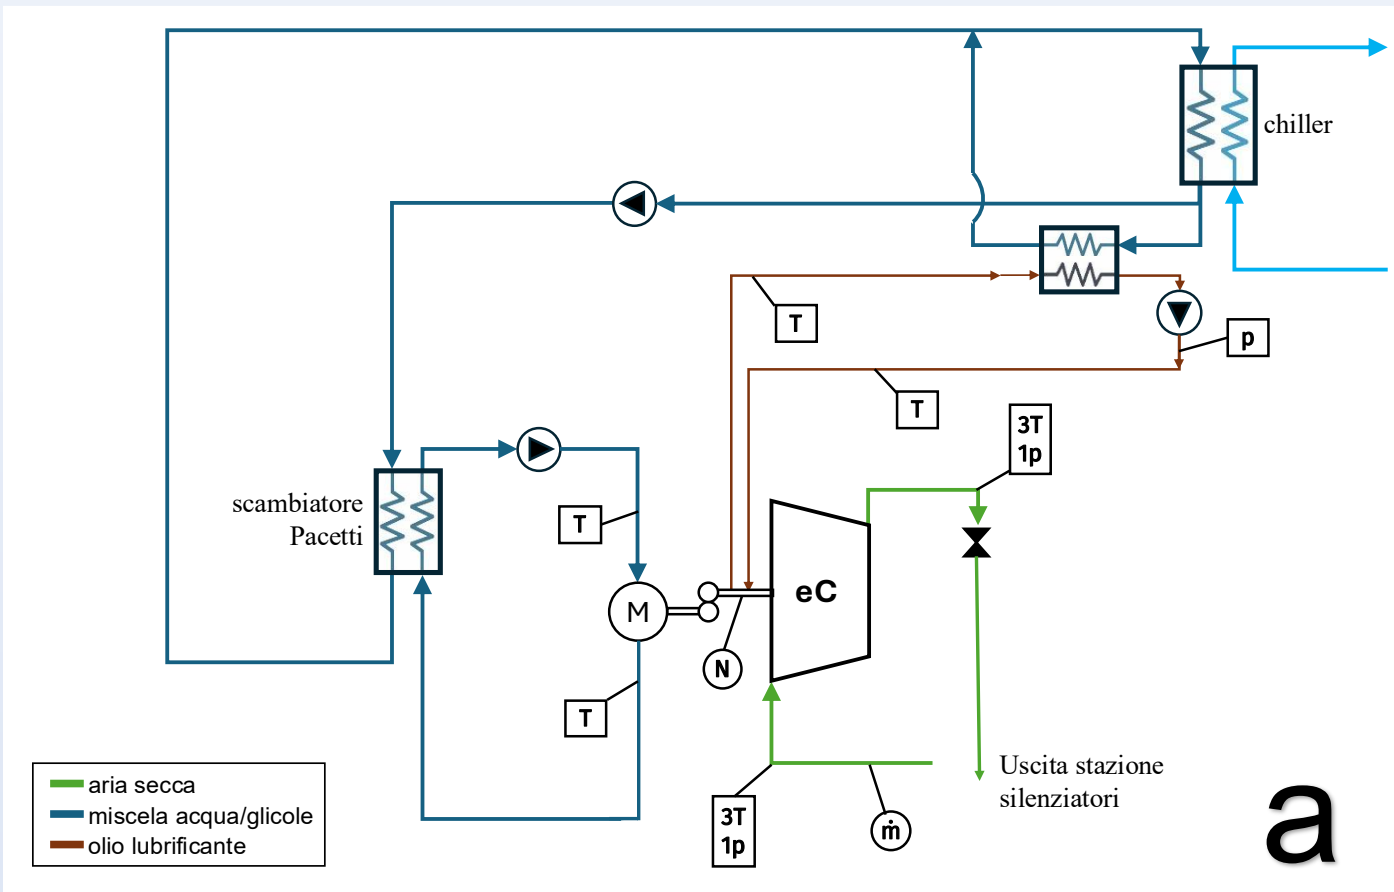 chiller
T
p
T
3T
1p
scambiatore
Pacetti
T
M
eC
N
T
Uscita stazione
silenziatori
aria secca
miscela acqua/glicole
olio lubrificante
3T
1p
ṁ
a